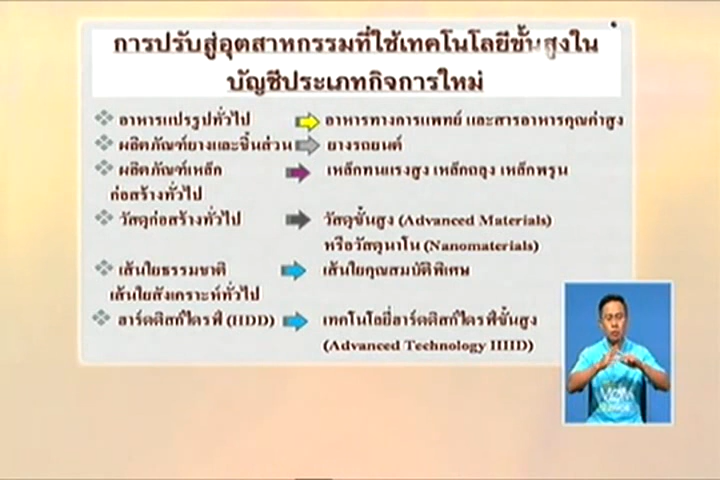 การปรับสู่อุตสาหกรรมที่ใช้เทคโนโลยีขั้นสูงใน
บัญชีประเภทกิจการใหม่
อาหารแปรรูปทั่วไป อาหารทางการแพทย์ และสารอาหารคุณค่าสูง
ผลิตภัณฑ์ยางและชิ้นส่วน ยางรถยนต์
ผลิตภัณฑ์เหล็ก เหล็กทนแรงสูง เหล็กถลุง เหล็กพรุน
ก่อสร้างทั่วไป
วัสดุก่อสร้างทั่วไป วัสดุขั้นสูง (Advanced Materials)
หรือวัสดุนาโน (Nanomaterials)
เส้นใยธรรมชาติ เส้นใยคุณสมบัติพิเศษ
เส้นใยสังเคราะห์ทั่วไป
ฮาร์ดดิสก์ไดรฟ์ (HDD) เทคโนโลยี่ฮาร์ดดิสก์ไดรฟ์ขั้นสูง
(Advanced Technology HHD)